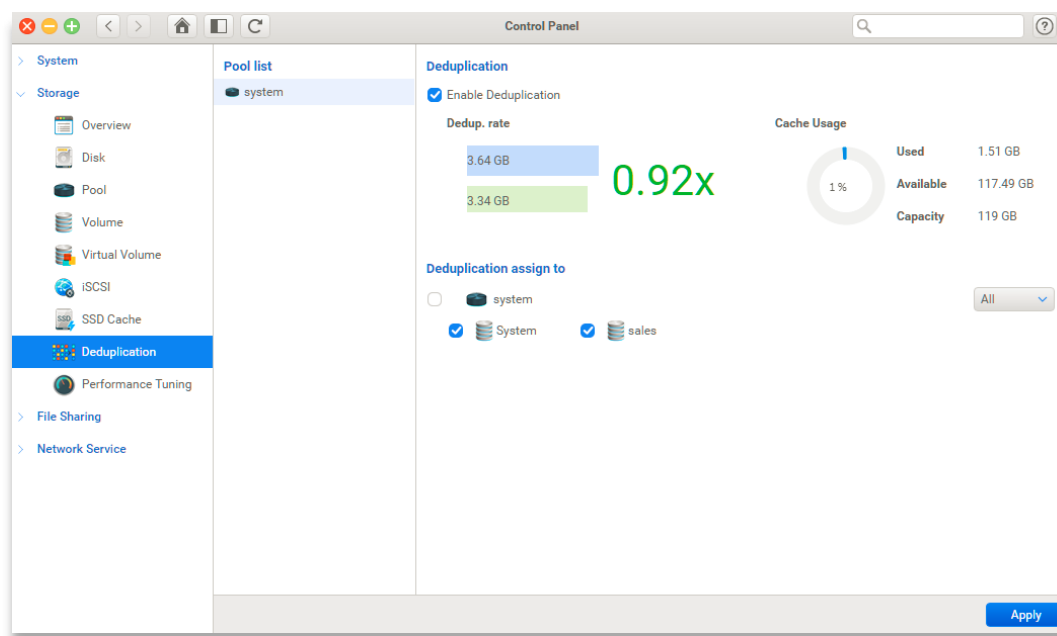 Control Panel
?
System
Storage
Overview
Disk
Pool
Volume
Virtual Volume
iSCSI
SSD Cache
Deduplication
Performance Tuning
File Sharing
Network Service
Pool list
system
Deduplication
Enable Deduplication
Dedup. rate
3.64 GB
3.34 GB
0.92x
Cache Usage
1%
Used 1.51 GB
Available 117.49 GB
Capacity 119 GB
Deduplication assign to
system All
System sales
Apply